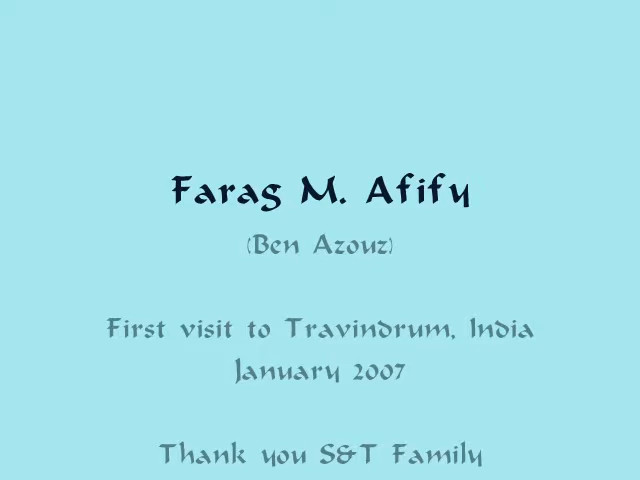 Farag M. Afify
(Ben Azouz)
First visit to Travindrum, India
January 2007
Thank you S&T Family